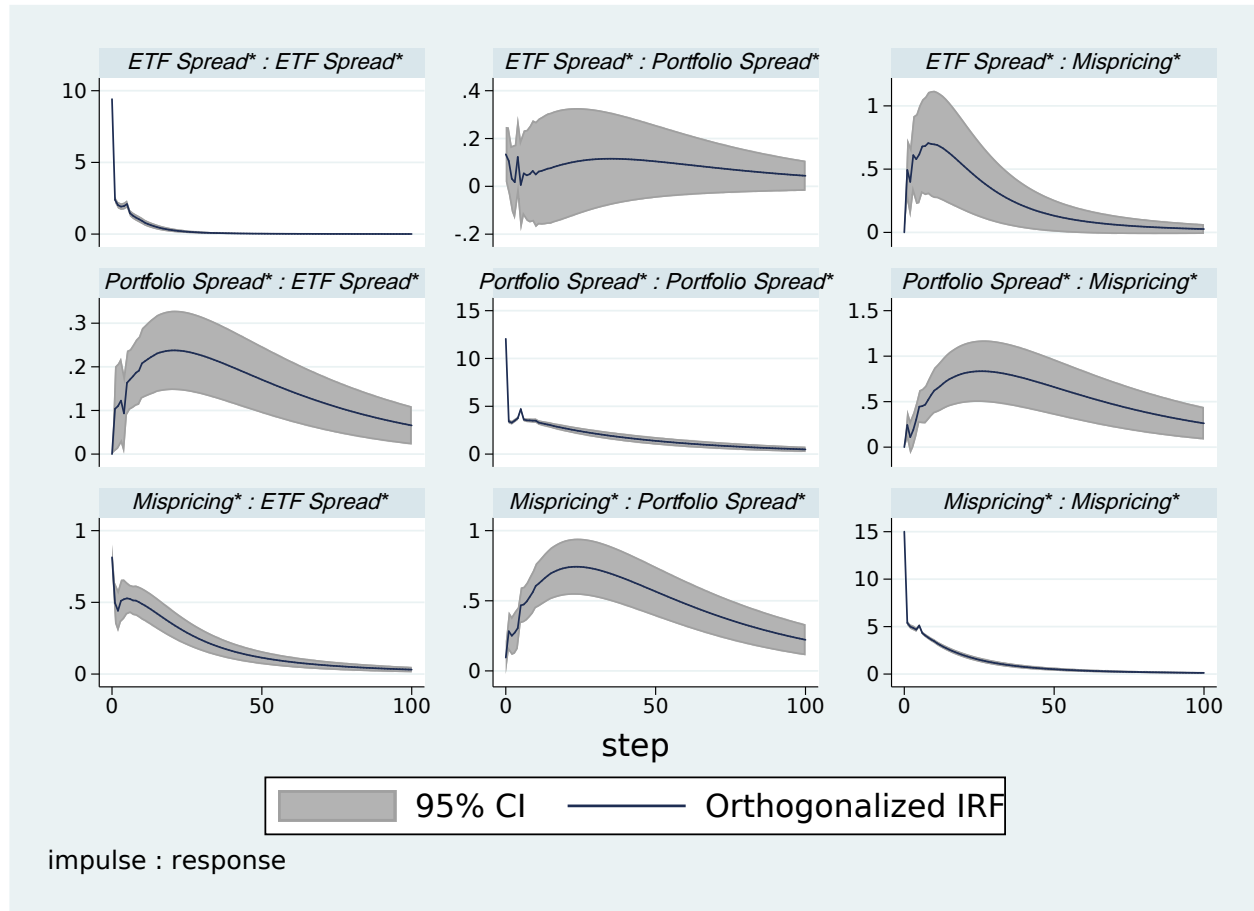 ETF Spread* : ETF Spread*
ETF Spread* : Portfolio Spread*
ETF Spread* : Mispricing*
10
5
0
.4
.2
0
-.2
1
.5
0
Portfolio Spread* : ETF Spread*
Portfolio Spread* : Portfolio Spread*
Portfolio Spread* : Mispricing*
.3
.2
.1
0
15
10
5
0
1.5
1
.5
0
Mispricing* : ETF Spread*
Mispricing* : Portfolio Spread*
Mispricing* : Mispricing*
1
.5
0
1
.5
0
15
10
5
0
0 50 100
0 50 100
0 50 100
step
95% CI
Orthogonalized IRF
impulse : response